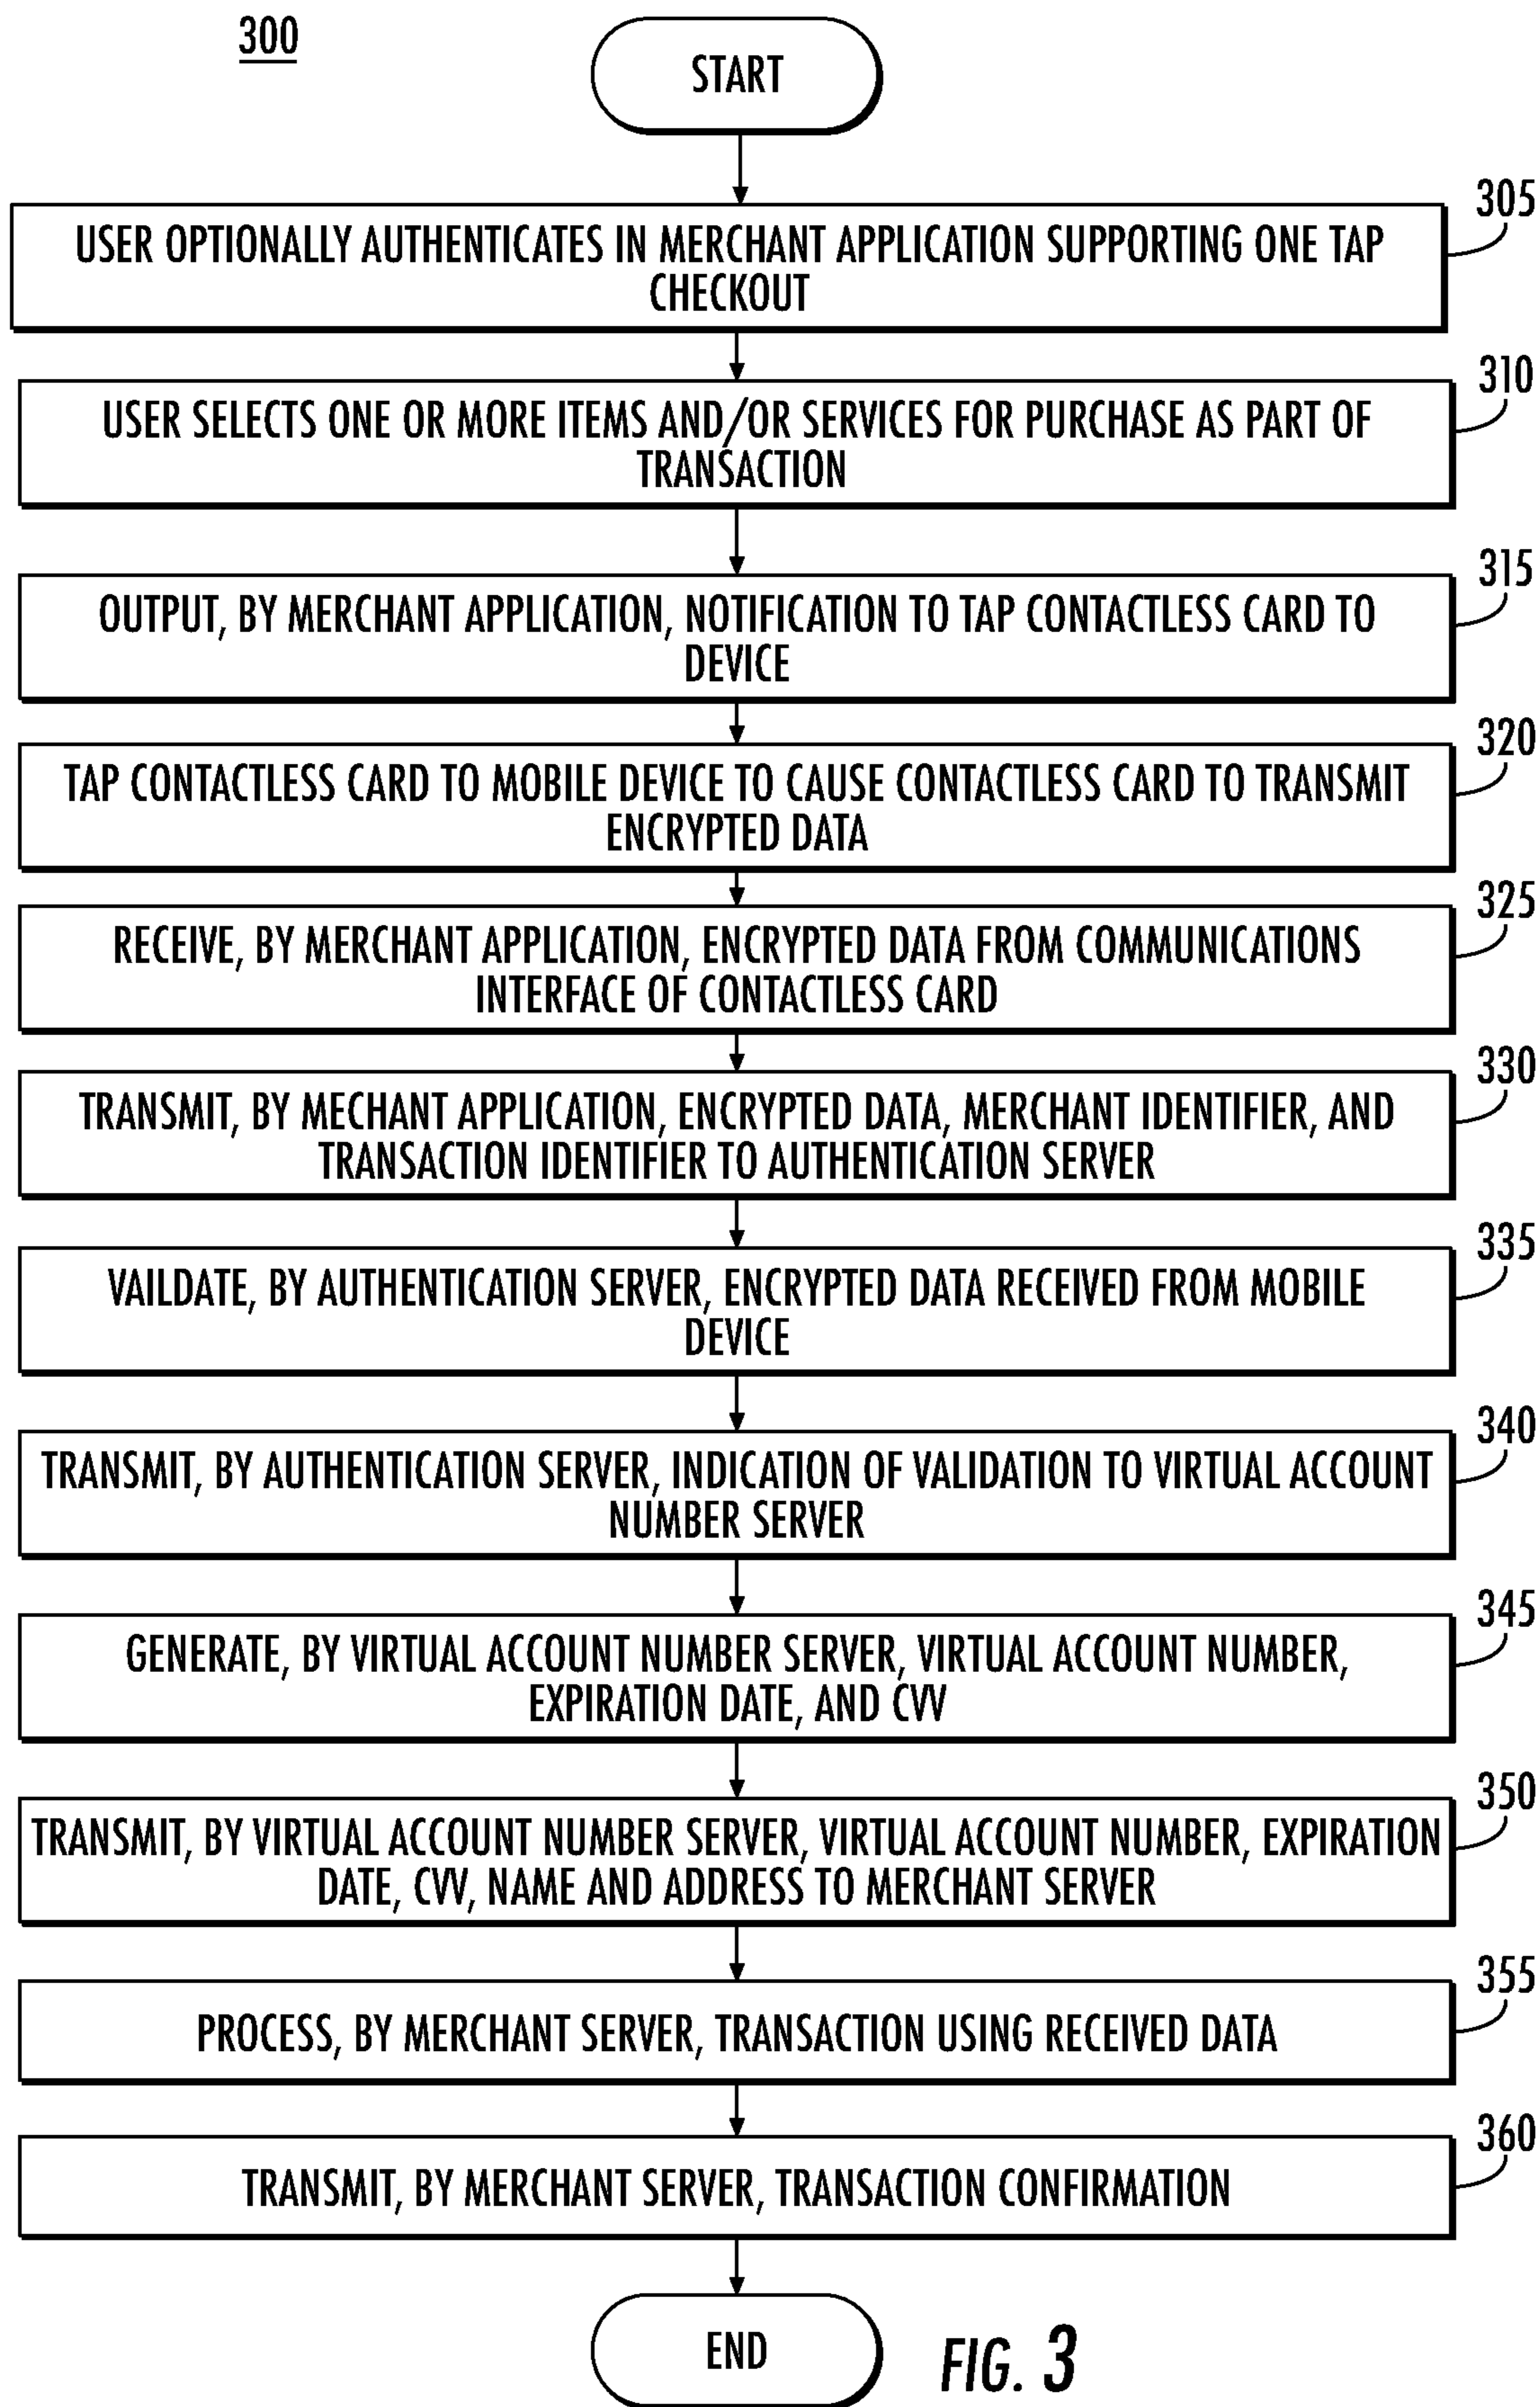 300
START
305
USER OPTIONALLY AUTHENTICATES IN MERCHANT APPLICATION SUPPORTING ONE TAP
CHECKOUT
310
USER SELECTS ONE OR MORE ITEMS AND/OR SERVICES FOR PURCHASE AS PART OF
TRANSACTION
315
OUTPUT, BY MERCHANT APPLICATION, NOTIFICATION TO TAP CONTACTLESS CARD TO
DEVICE
320
TAP CONTACTLESS CARD TO MOBILE DEVICE TO CAUSE CONTACTLESS CARD TO TRANSMIT
ENCRYPTED DATA
325
RECEIVE, BY MERCHANT APPLICATION, ENCRYPTED DATA FROM COMMUNICATIONS
INTERFACE OF CONTACTLESS CARD
330
TRANSMIT, BY MECHANT APPLICATION, ENCRYPTED DATA, MERCHANT IDENTIFIER, AND
TRANSACTION IDENTIFIER TO AUTHENTICATION SERVER
335
VAILDATE, BY AUTHENTICATION SERVER, ENCRYPTED DATA RECEIVED FROM MOBILE
DEVICE
340
TRANSMIT, BY AUTHENTICATION SERVER, INDICATION OF VALIDATION TO VIRTUAL ACCOUNT
NUMBER SERVER
345
GENERATE, BY VIRTUAL ACCOUNT NUMBER SERVER, VIRTUAL ACCOUNT NUMBER,
EXPIRATION DATE, AND CVV
350
TRANSMIT, BY VIRTUAL ACCOUNT NUMBER SERVER, VIRTUAL ACCOUNT NUMBER, EXPIRATION
DATE, CVV, NAME AND ADDRESS TO MERCHANT SERVER
355
PROCESS, BY MERCHANT SERVER, TRANSACTION USING RECEIVED DATA
360
TRANSMIT, BY MERCHANT SERVER, TRANSACTION CONFIRMATION
END
FIG. 3